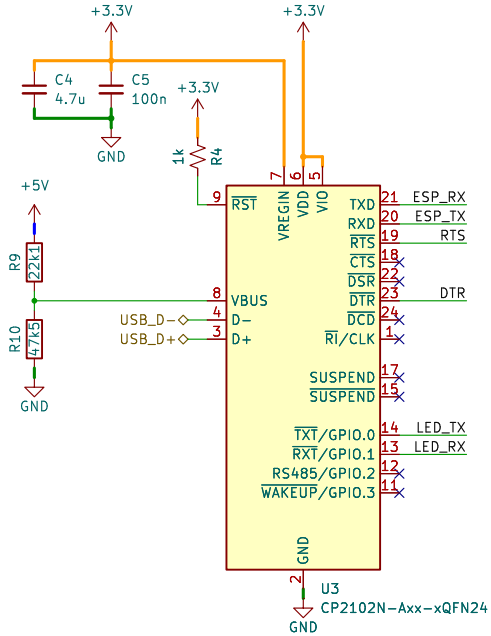 +3.3V
+3.3V
C4
4.7u
C5
100n
GND
+3.3V
1k
R4
+5V
R9
22k1
R10
47k5
GND
USB_D-
USB_D+
7
6
5
VREGIN
VDD
VIO
9
RST
8
VBUS
4
D-
3
D+
TXD
21
ESP_RX
RXD
20
ESP_TX
RTS
19
RTS
CTS
18
DSR
22
DTR
23
DTR
DCD
24
RI/CLK
1
SUSPEND
17
SUSPEND
15
TXT/GPIO.0
14
LED_TX
RXT/GPIO.1
13
LED_RX
RS485/GPIO.2
12
WAKEUP/GPIO.3
11
GND
2
GND
U3
CP2102N-Axx-xQFN24